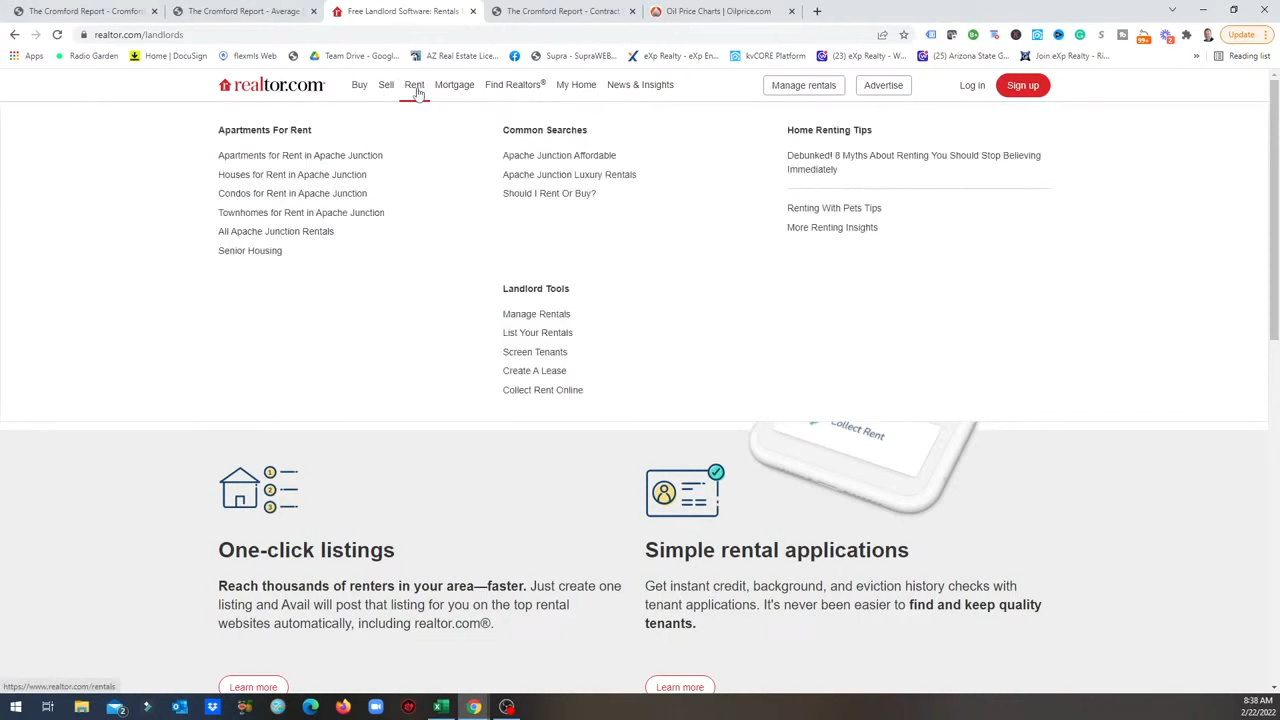 The Cromford Report - Cromfor
The Cromford Report - Average
Free Landlord Software: Rentals
The Cromford Report - Contract
Oil Price Charts | Oilprice.com
realtor.com/landlords
Update
Apps
Radio Garden
Home | DocuSign
flexmls Web
Team Drive - Googl...
AZ Real Estate Lice...
Supra - SupraWEB...
eXp Realty - eXp En...
kvCORE Platform
(23) eXp Realty - W...
(25) Arizona State G...
Join eXp Realty - Ri...
»
Reading list
realtor.com
Buy
Sell
Rent
Mortgage
Find Realtors®
My Home
News & Insights
Manage rentals
Advertise
Log in
Sign up
Apartments For Rent
Apartments for Rent in Apache Junction
Houses for Rent in Apache Junction
Condos for Rent in Apache Junction
Townhomes for Rent in Apache Junction
All Apache Junction Rentals
Senior Housing
Common Searches
Apache Junction Affordable
Apache Junction Luxury Rentals
Should I Rent Or Buy?
Landlord Tools
Manage Rentals
List Your Rentals
Screen Tenants
Create A Lease
Collect Rent Online
Home Renting Tips
Debunked! 8 Myths About Renting You Should Stop Believing
Immediately
Renting With Pets Tips
More Renting Insights
Collect Rent
One-click listings
Reach thousands of renters in your area—faster. Just create one
listing and Avail will post that listing for you on the top rental
websites automatically, including realtor.com®.
Learn more
Simple rental applications
Get instant credit, background, and eviction history checks with
tenant applications. It's never been easier to find and keep quality
tenants.
Learn more
https://www.realtor.com/rentals
8:38 AM
2/22/2022